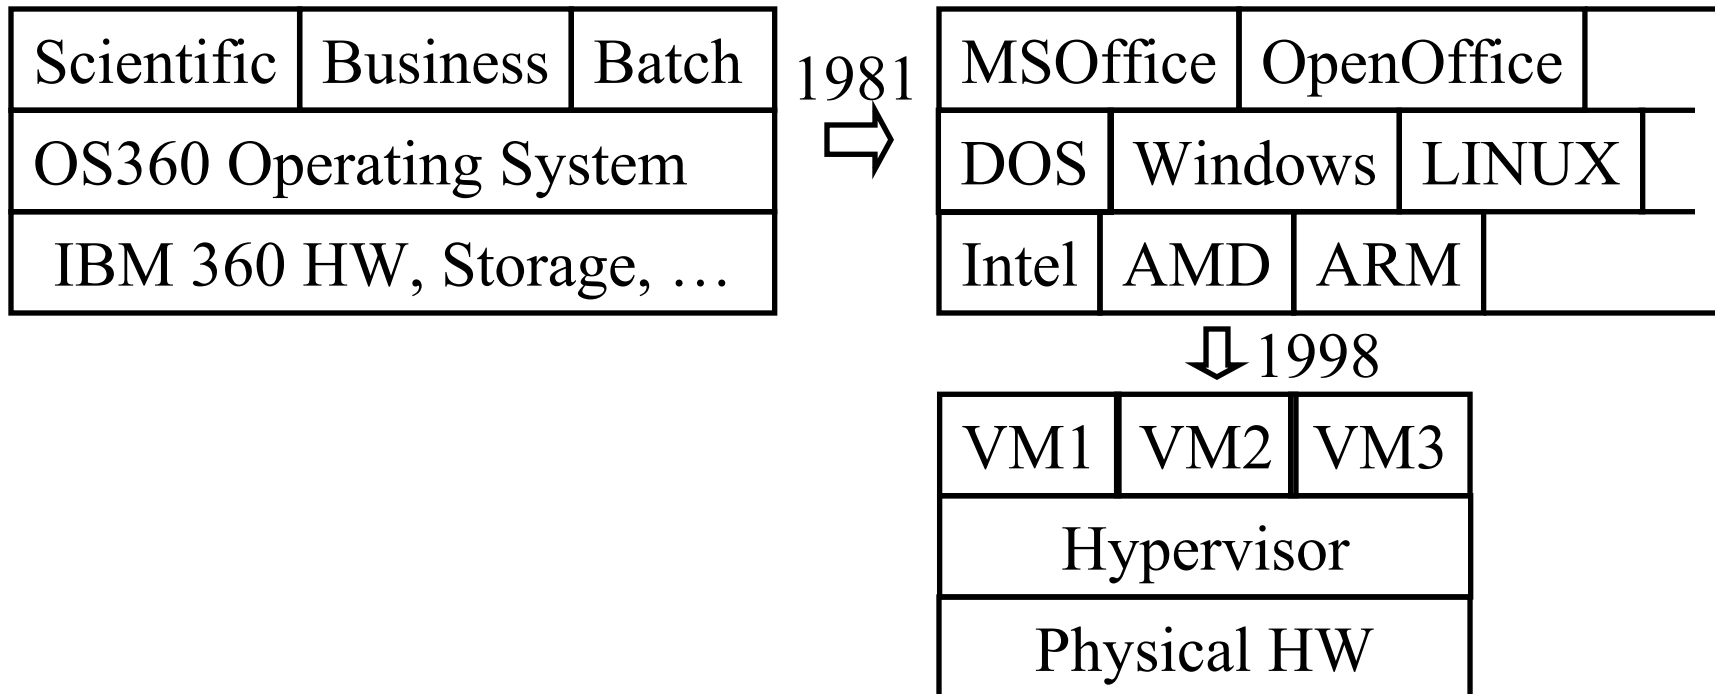 Scientific Business Batch
OS360 Operating System
IBM 360 HW, Storage, …
1981
MSOffice OpenOffice
DOS Windows LINUX
Intel AMD ARM
1998
VM1 VM2 VM3
Hypervisor
Physical HW